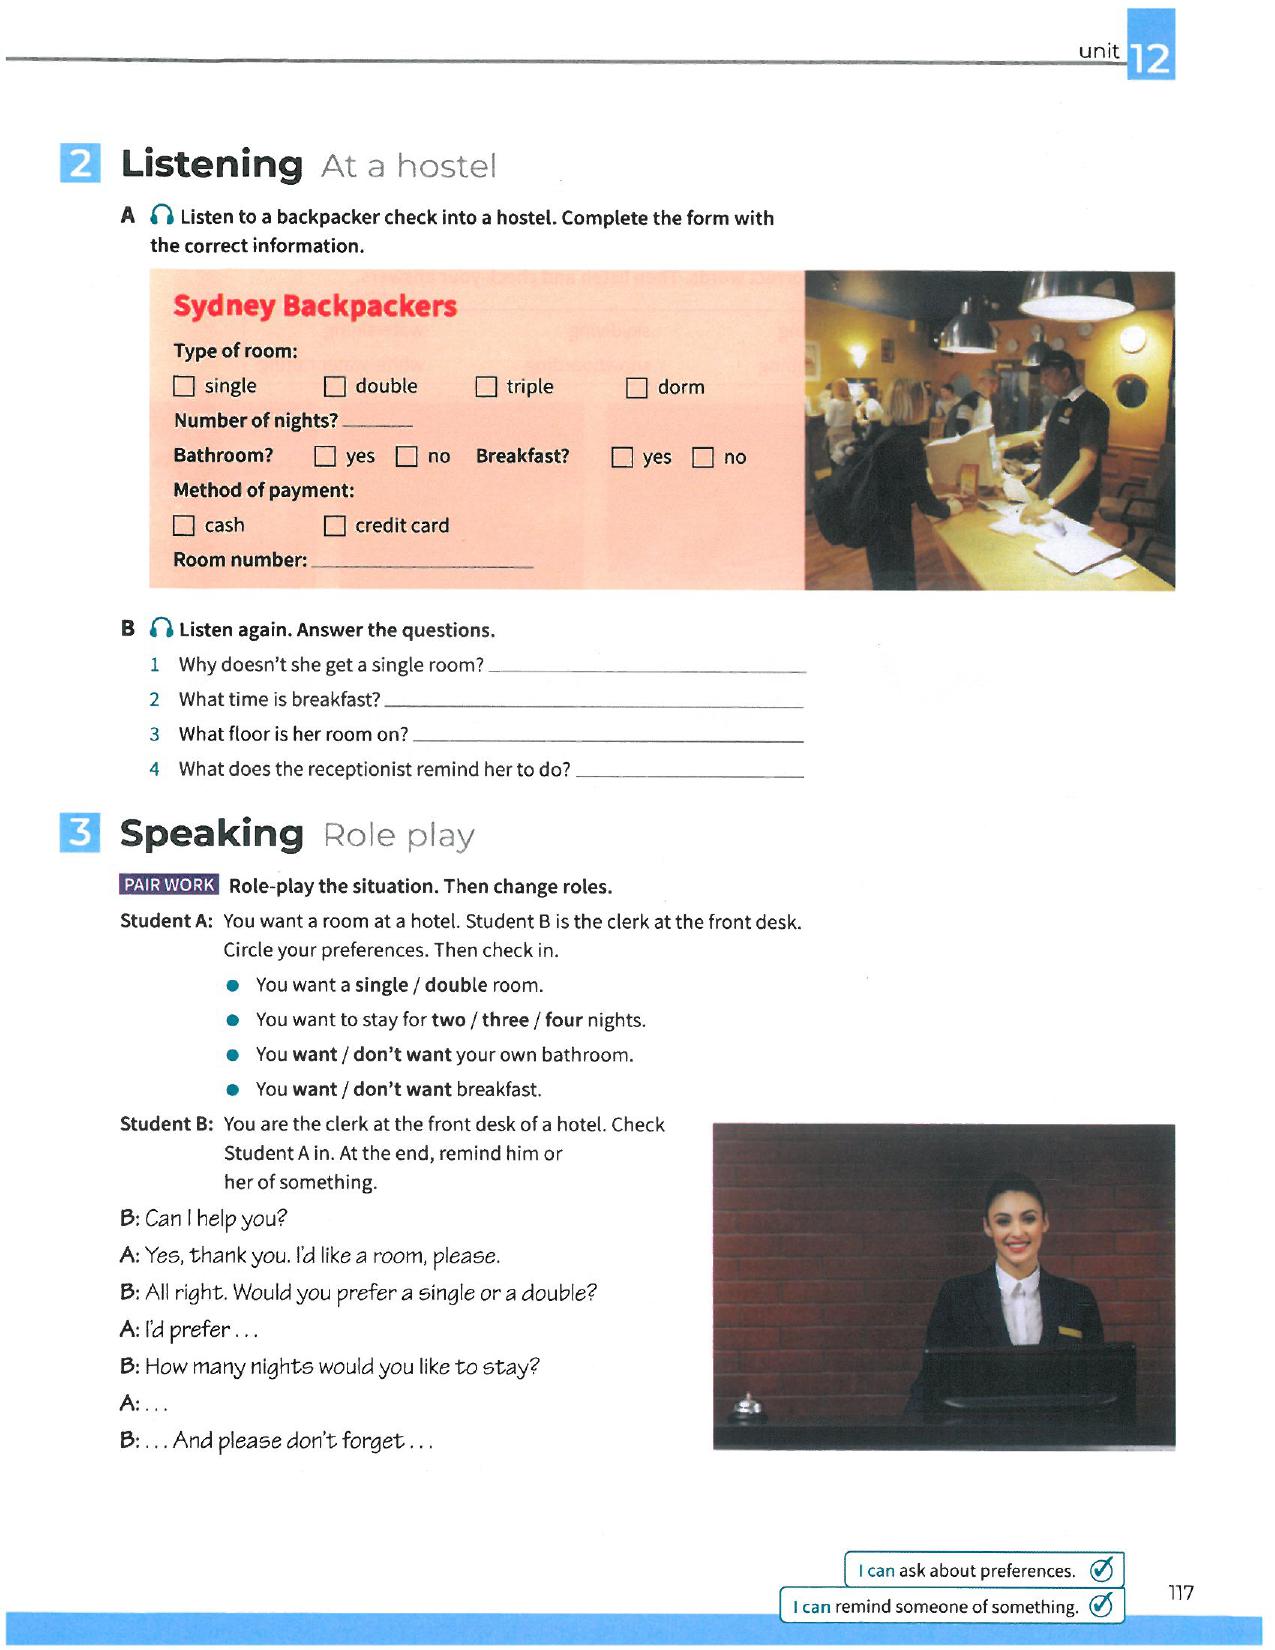 unit 12
2 Listening At a hostel
A Listen to a backpacker check into a hostel. Complete the form with
the correct information.
Sydney Backpackers
Type of room:
single double triple dorm
Number of nights?
Bathroom? yes no Breakfast? yes no
Method of payment:
cash credit card
Room number:
B Listen again. Answer the questions.
1 Why doesn't she get a single room?
2 What time is breakfast?
3 What floor is her room on?
4 What does the receptionist remind her to do?
3 Speaking Role play
PAIR WORK Role-play the situation. Then change roles.
Student A: You want a room at a hotel. Student B is the clerk at the front desk.
Circle your preferences. Then check in.
• You want a single / double room.
• You want to stay for two / three / four nights.
• You want / don't want your own bathroom.
• You want / don't want breakfast.
Student B: You are the clerk at the front desk of a hotel. Check
Student A in. At the end, remind him or
her of something.
B: Can I help you?
A: Yes, thank you. I'd like a room, please.
B: All right. Would you prefer a single or a double?
A: I'd prefer . . .
B: How many nights would you like to stay?
A: . . .
B: . . . And please don't forget . . .
I can ask about preferences.
I can remind someone of something.
117